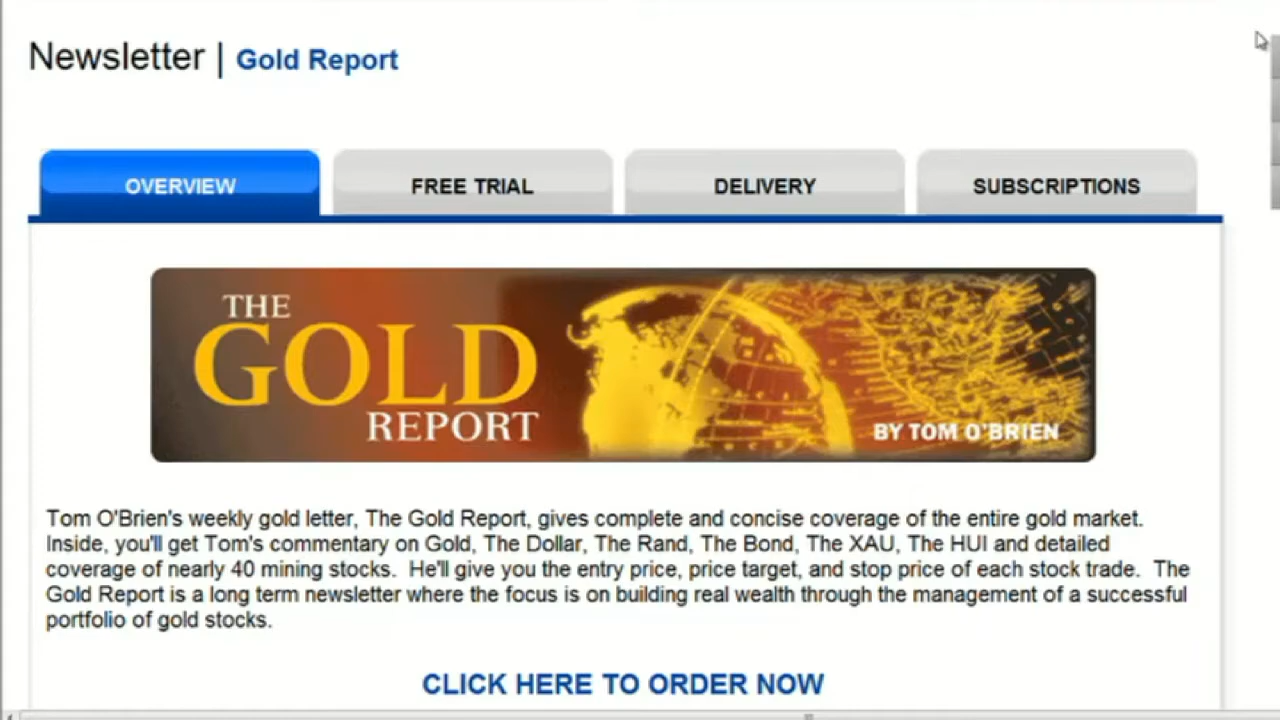 Newsletter | Gold Report
OVERVIEW
FREE TRIAL
DELIVERY
SUBSCRIPTIONS
THE
GOLD
REPORT
BY TOM O'BRIEN
Tom O'Brien's weekly gold letter, The Gold Report, gives complete and concise coverage of the entire gold market.
Inside, you'll get Tom's commentary on Gold, The Dollar, The Rand, The Bond, The XAU, The HUI and detailed
coverage of nearly 40 mining stocks.  He'll give you the entry price, price target, and stop price of each stock trade.  The
Gold Report is a long term newsletter where the focus is on building real wealth through the management of a successful
portfolio of gold stocks.
CLICK HERE TO ORDER NOW